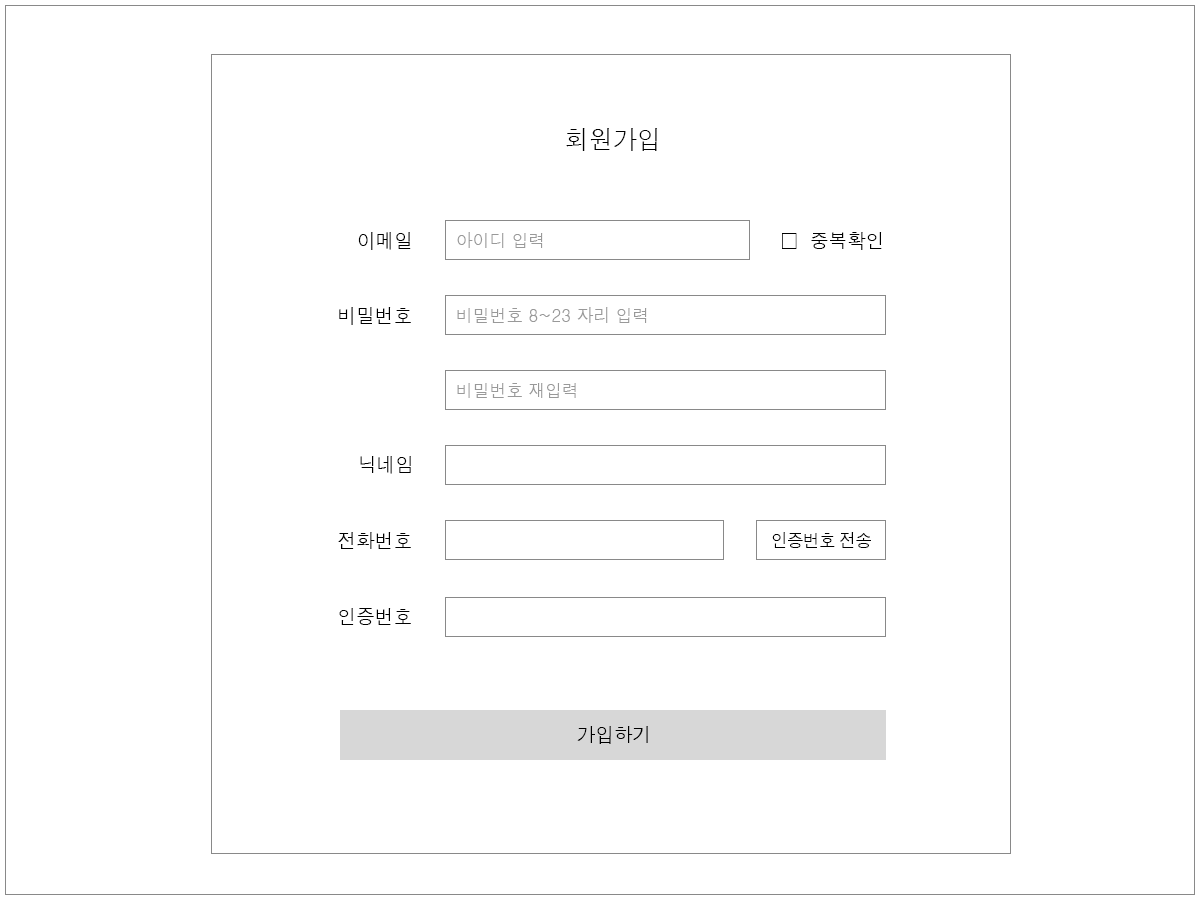 회원가입
이메일 아이디 입력 중복확인
비밀번호 비밀번호 8~23 자리 입력
비밀번호 재입력
닉네임
전화번호 인증번호 전송
인증번호
가입하기